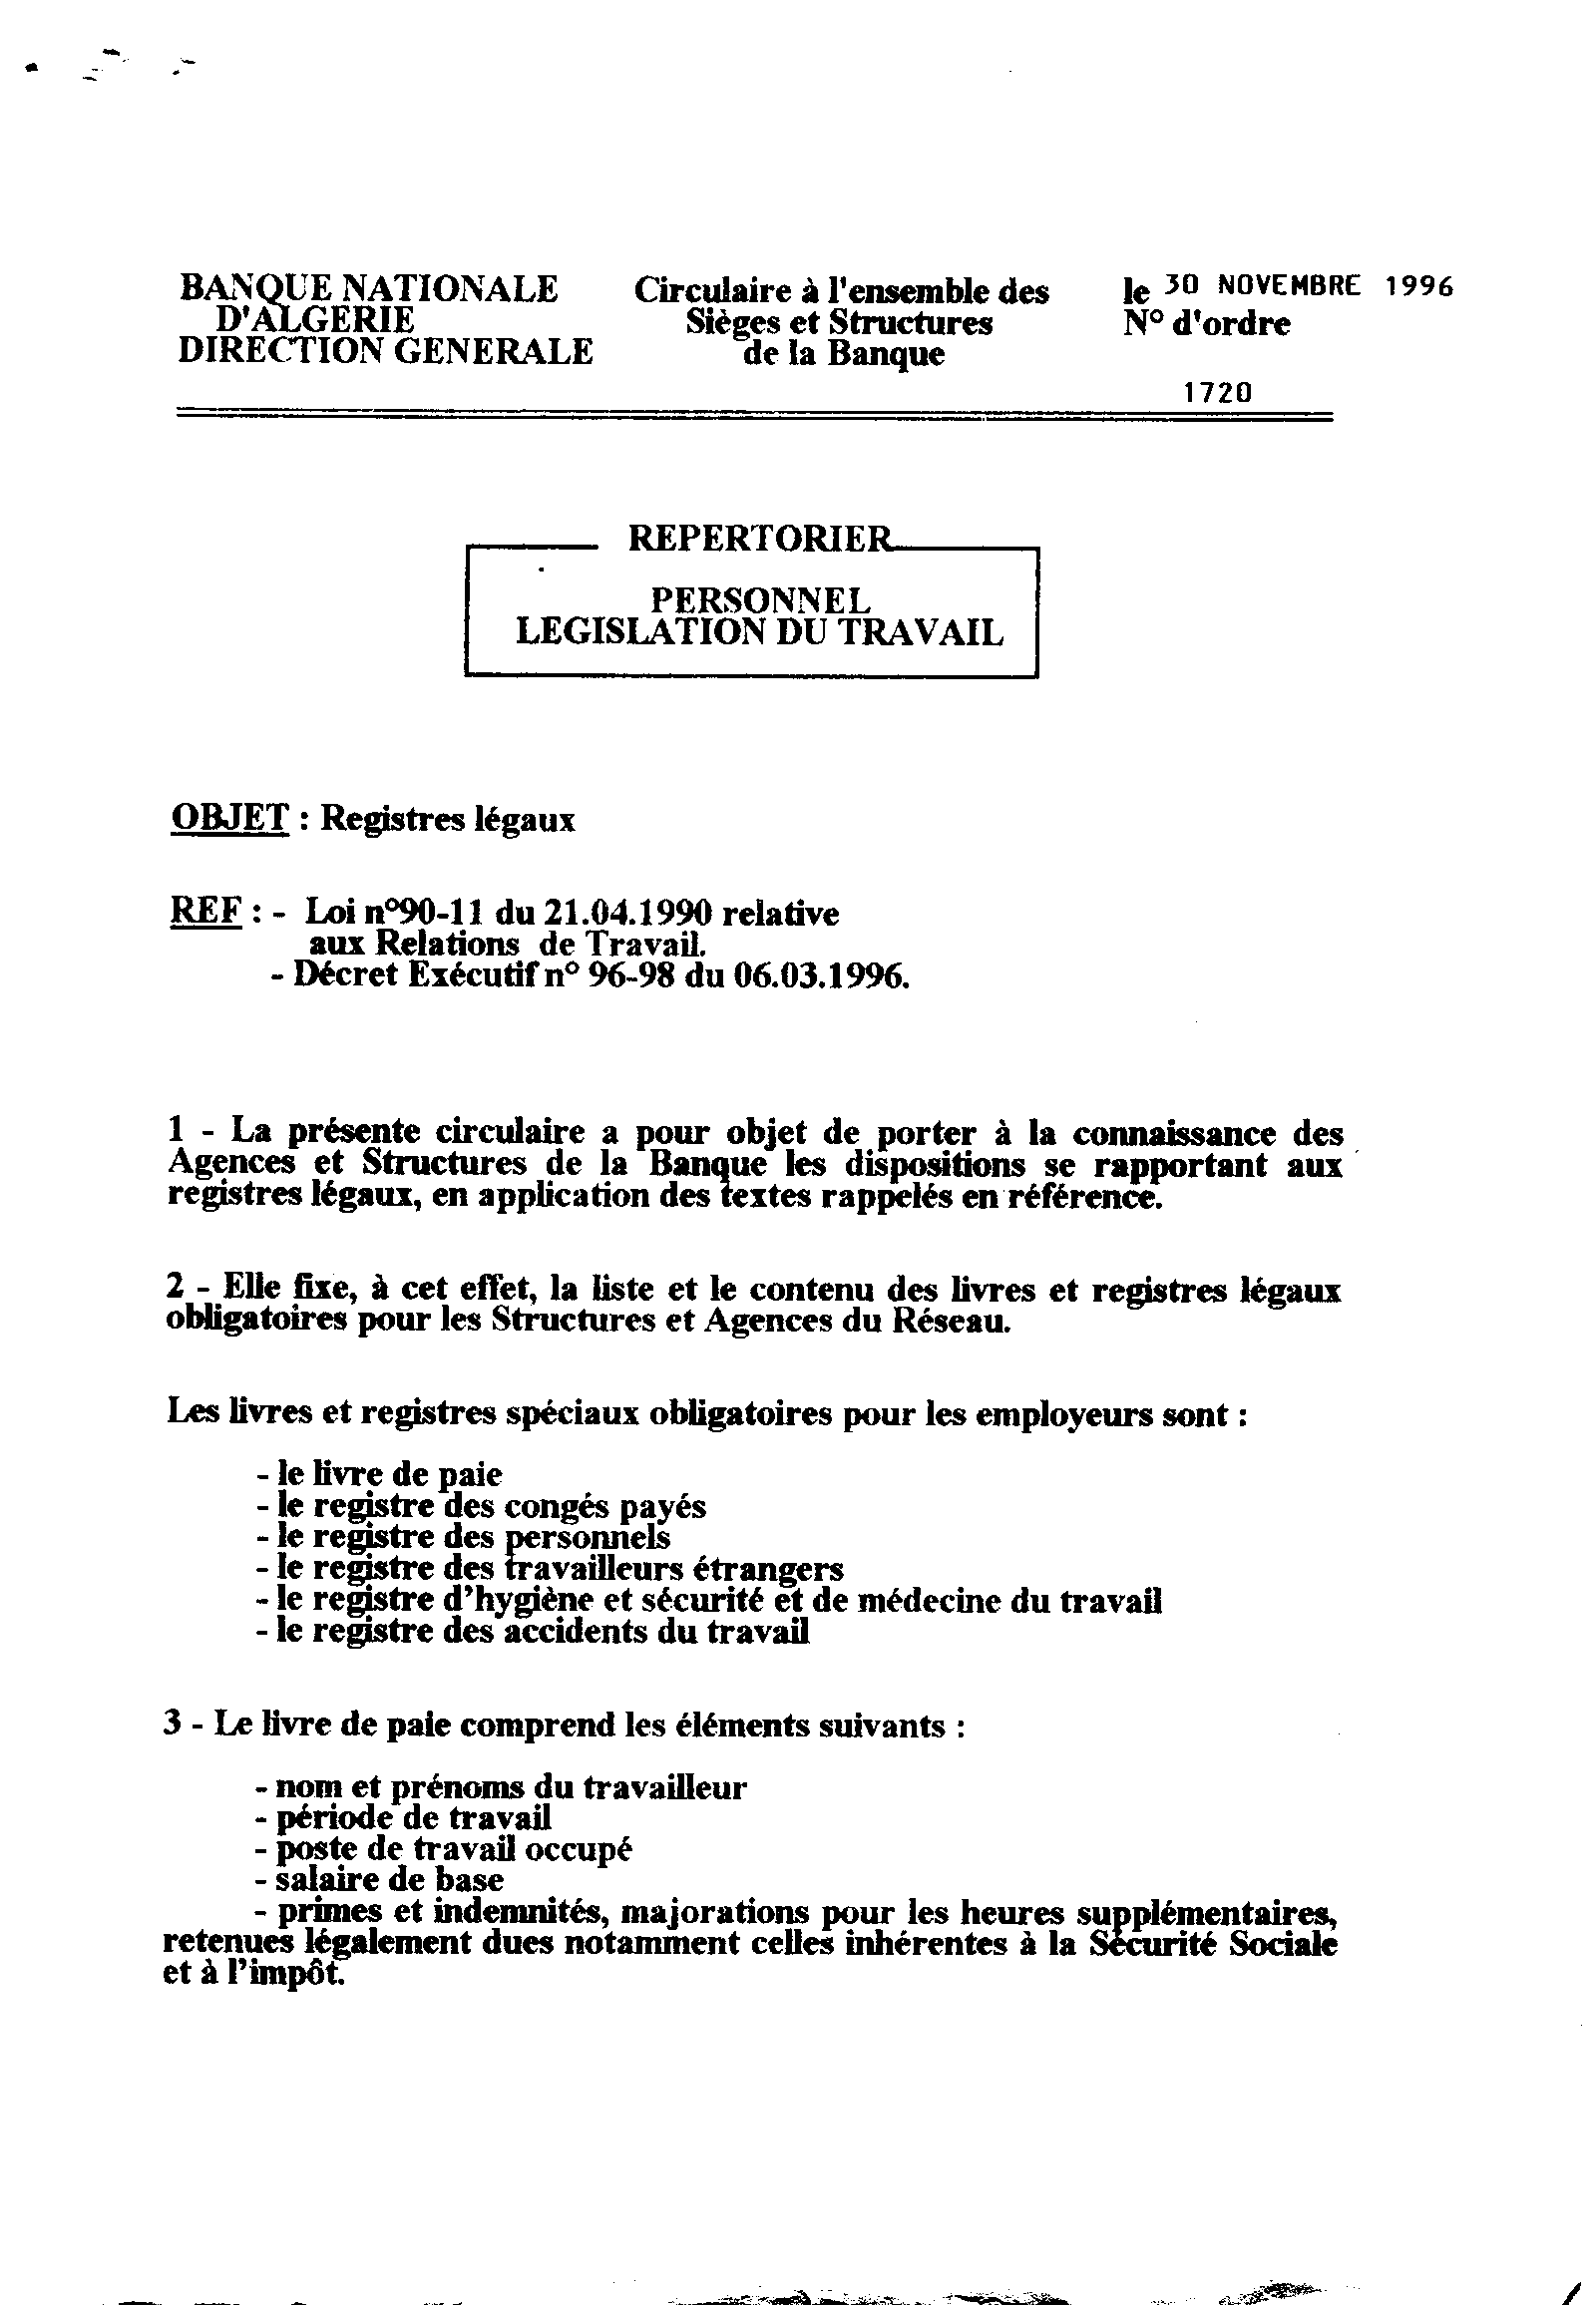 BANQUE NATIONALE
D'ALGERIE
DIRECTION GENERALE
Circulaire à l'ensemble des
Sièges et Structures
de la Banque
le 30 NOVEMBRE 1996
N° d'ordre
1720
REPERTORIER
PERSONNEL
LEGISLATION DU TRAVAIL
OBJET : Registres légaux
REF : - Loi n°90-11 du 21.04.1990 relative
aux Relations de Travail.
- Décret Exécutif n° 96-98 du 06.03.1996.
1 - La présente circulaire a pour objet de porter à la connaissance des
Agences et Structures de la Banque les dispositions se rapportant aux
registres légaux, en application des textes rappelés en référence.
2 - Elle fixe, à cet effet, la liste et le contenu des livres et registres légaux
obligatoires pour les Structures et Agences du Réseau.
Les livres et registres spéciaux obligatoires pour les employeurs sont :
- le livre de paie
- le registre des congés payés
- le registre des personnels
- le registre des travailleurs étrangers
- le registre d'hygiène et sécurité et de médecine du travail
- le registre des accidents du travail
3 - Le livre de paie comprend les éléments suivants :
- nom et prénoms du travailleur
- période de travail
- poste de travail occupé
- salaire de base
- primes et indemnités, majorations pour les heures supplémentaires,
retenues légalement dues notamment celles inhérentes à la Sécurité Sociale
et à l'impôt.